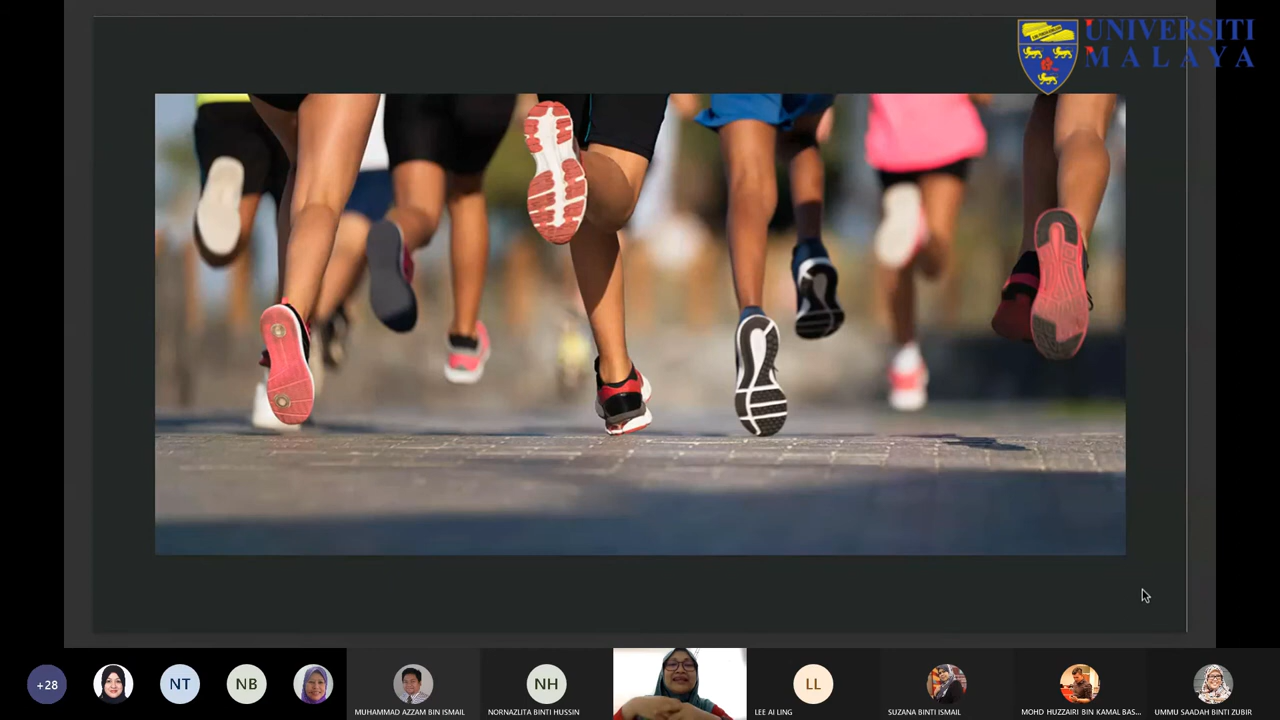 UNIVERSITI
MALAYA
+28
NT
NB
MUHAMMAD AZZAM BIN ISMAIL
NH
NORNAZLITA BINTI HUSSIN
LL
LEE AI LING
SUZANA BINTI ISMAIL
MOHD HUZZAIRI BIN KAMAL BAS...
UMMU SAADAH BINTI ZUBIR